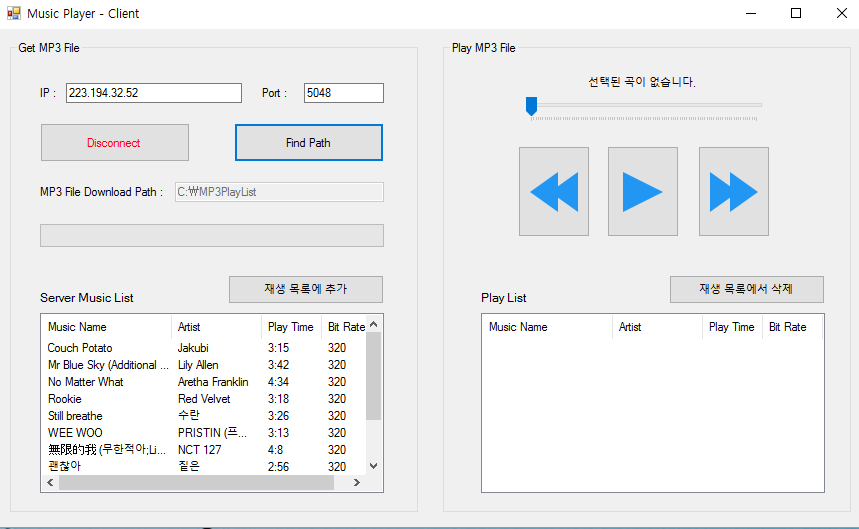 Music Player - Client
Get MP3 File
IP : 223.194.32.52 Port : 5048
Disconnect Find Path
MP3 File Download Path : C:₩MP3PlayList
Server Music List 재생 목록에 추가
Music Name Artist Play Time Bit Rate
Couch Potato Jakubi 3:15 320
Mr Blue Sky (Additional ... Lily Allen 3:42 320
No Matter What Aretha Franklin 4:34 320
Rookie Red Velvet 3:18 320
Still breathe 수란 3:26 320
WEE WOO PRISTIN (프... 3:13 320
無限的我 (무한적아;Li... NCT 127 4:8 320
괜찮아 짙은 2:56 320
Play MP3 File
선택된 곡이 없습니다.
Play List 재생 목록에서 삭제
Music Name Artist Play Time Bit Rate